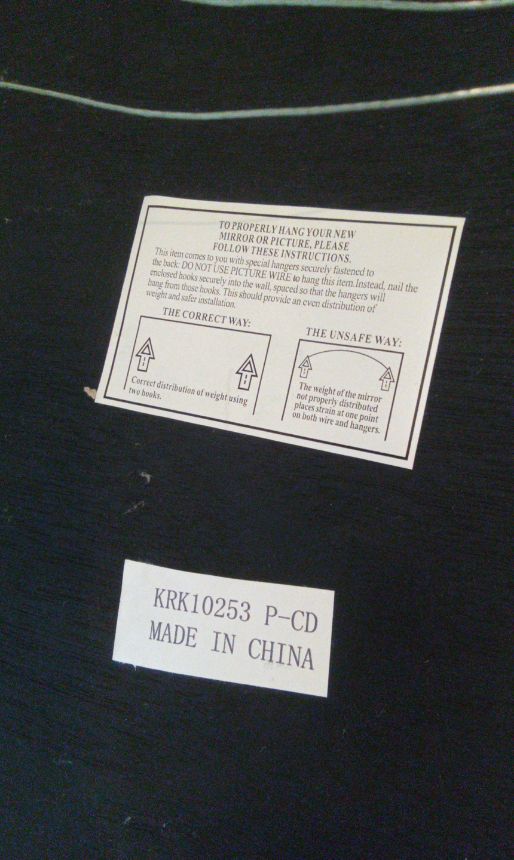 TO PROPERLY HANG YOUR NEW
MIRROR OR PICTURE, PLEASE
FOLLOW THESE INSTRUCTIONS.
This item comes to you with special hangers securely fastened to
the back: DO NOT USE PICTURE WIRE to hang this item. Instead, nail the
enclosed hooks securely into the wall, spaced so that the hangers will
hang from those hooks. This should provide an even distribution of
weight and safer installation.
THE CORRECT WAY:
Correct distribution of weight using
two hooks.
THE UNSAFE WAY:
The weight of the mirror
not properly distributed
places strain at one point
on both wire and hangers.
KRK10253 P-CD
MADE IN CHINA